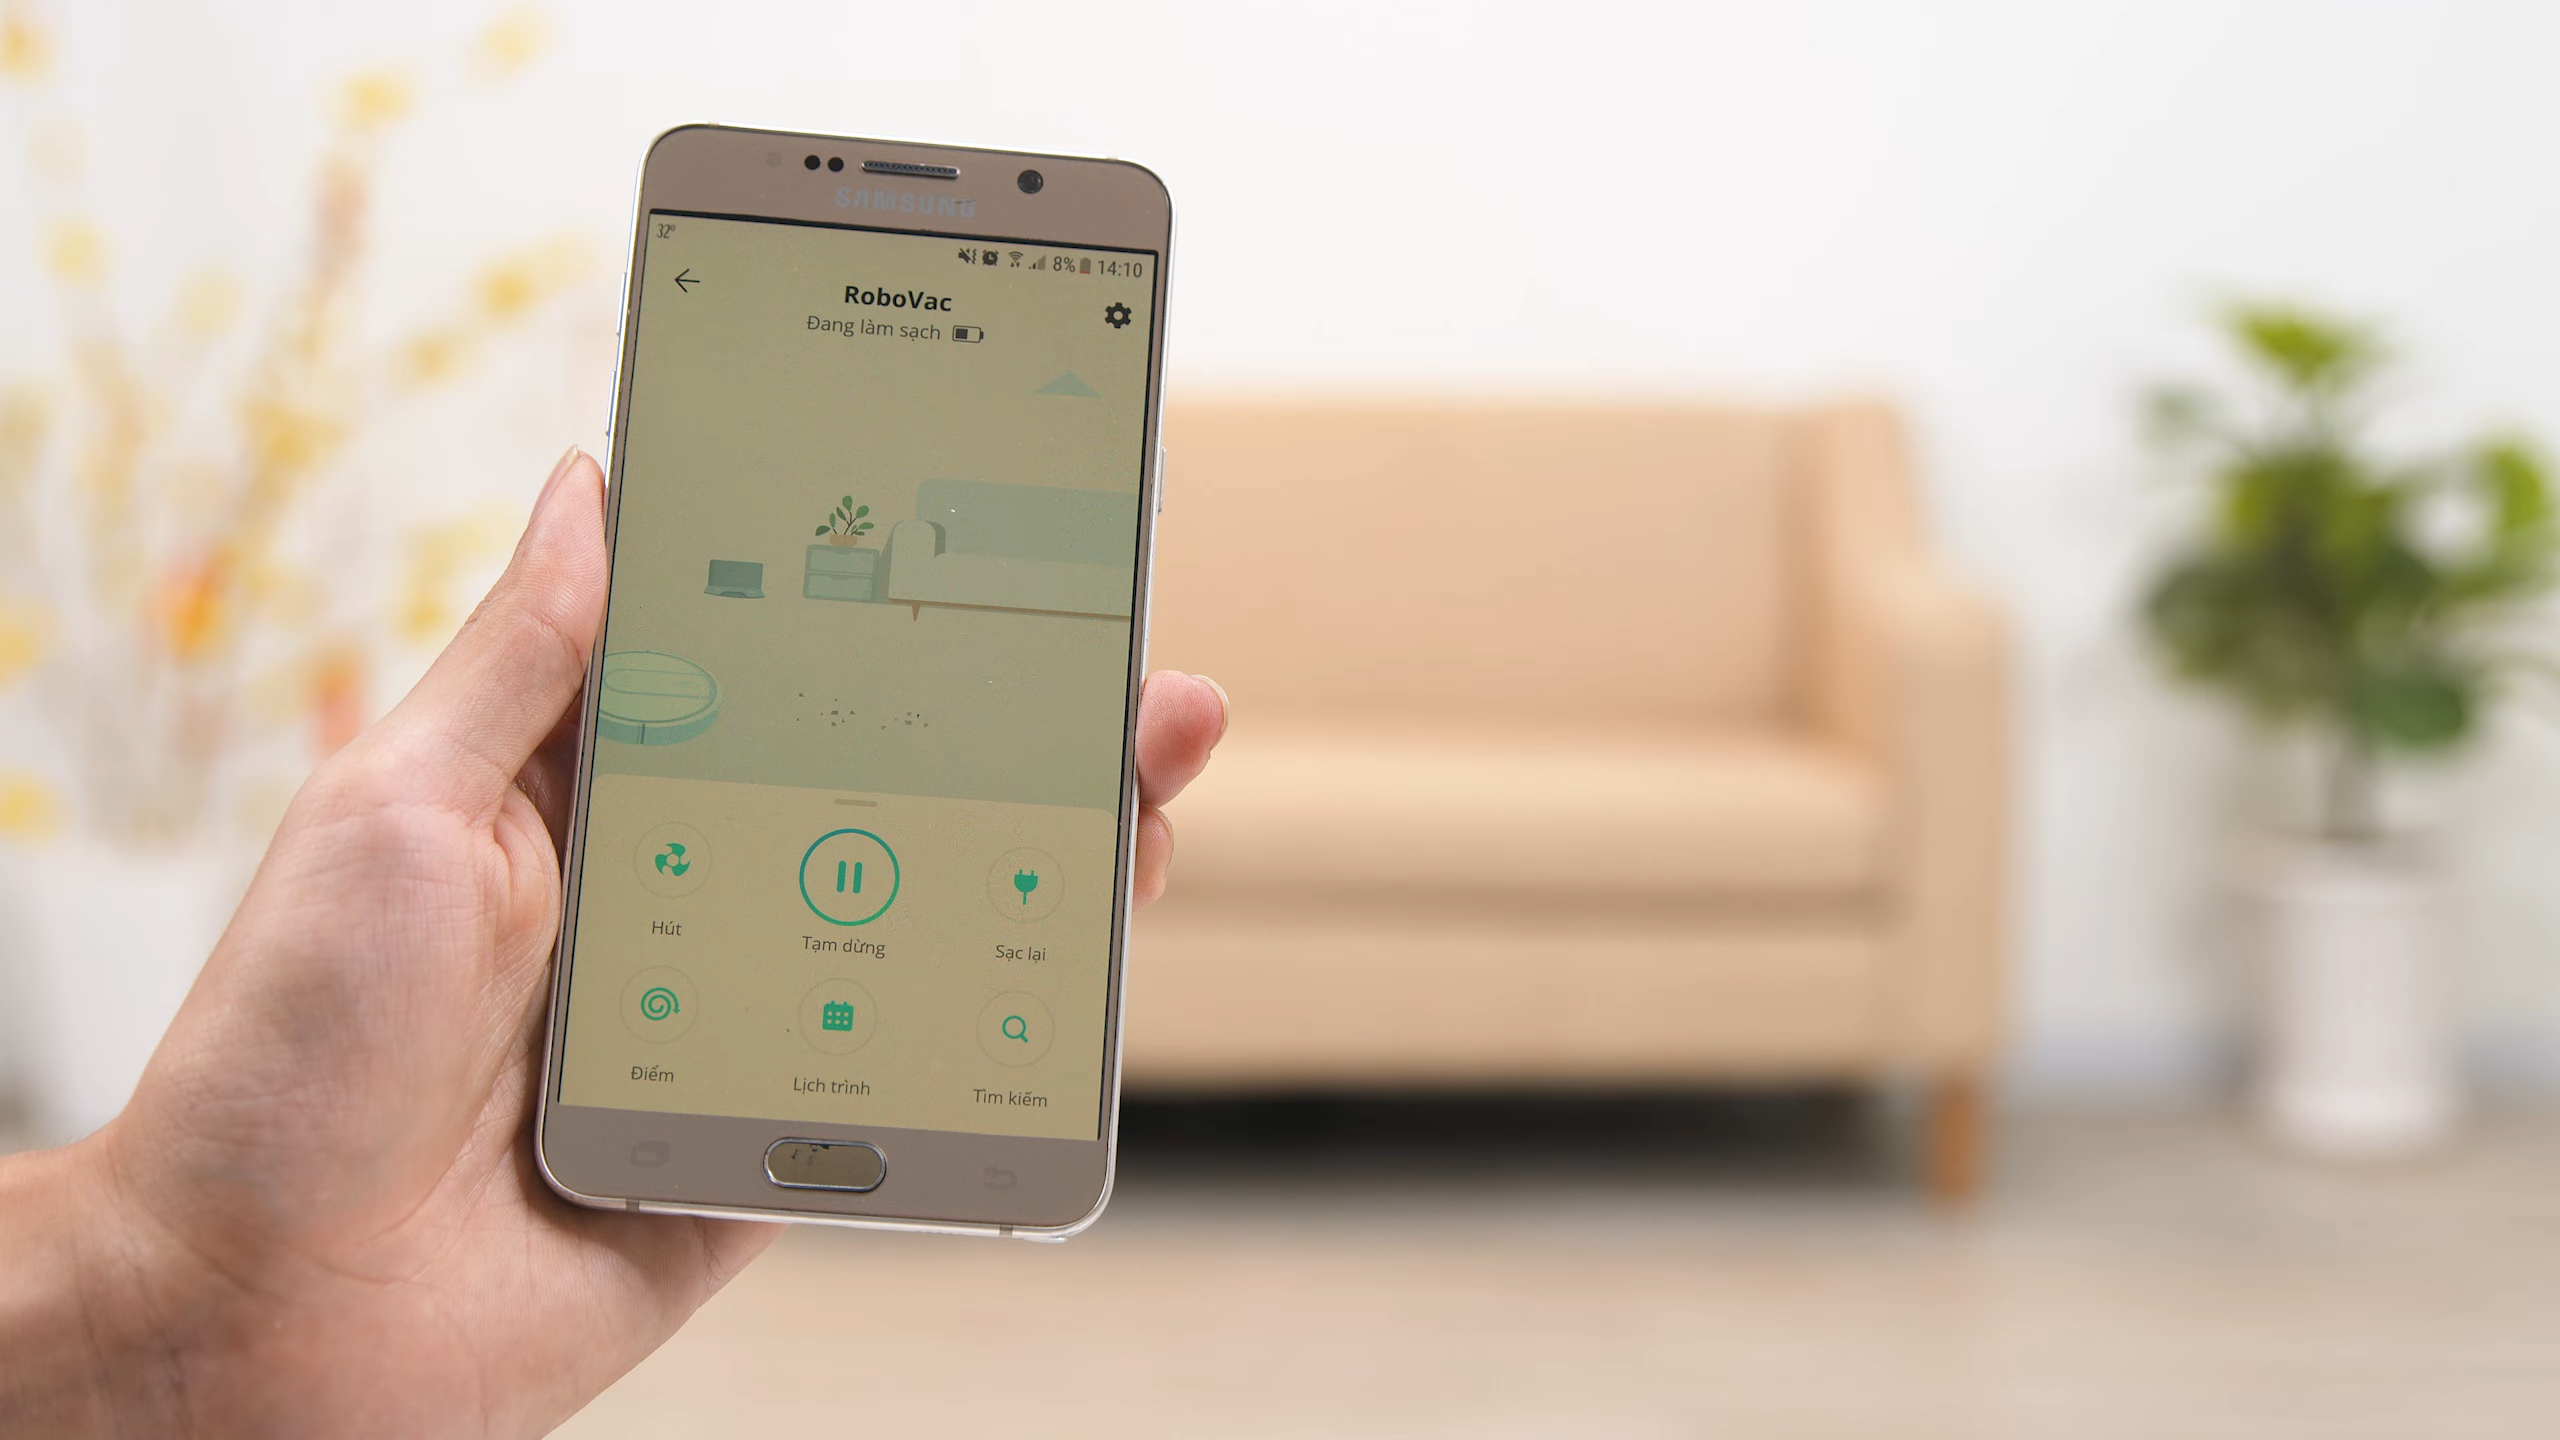 SAMSUNG
32°
8% 14:10
RoboVac
Đang làm sạch
Hút
Tạm dừng
Sạc lại
Điểm
Lịch trình
Tìm kiếm